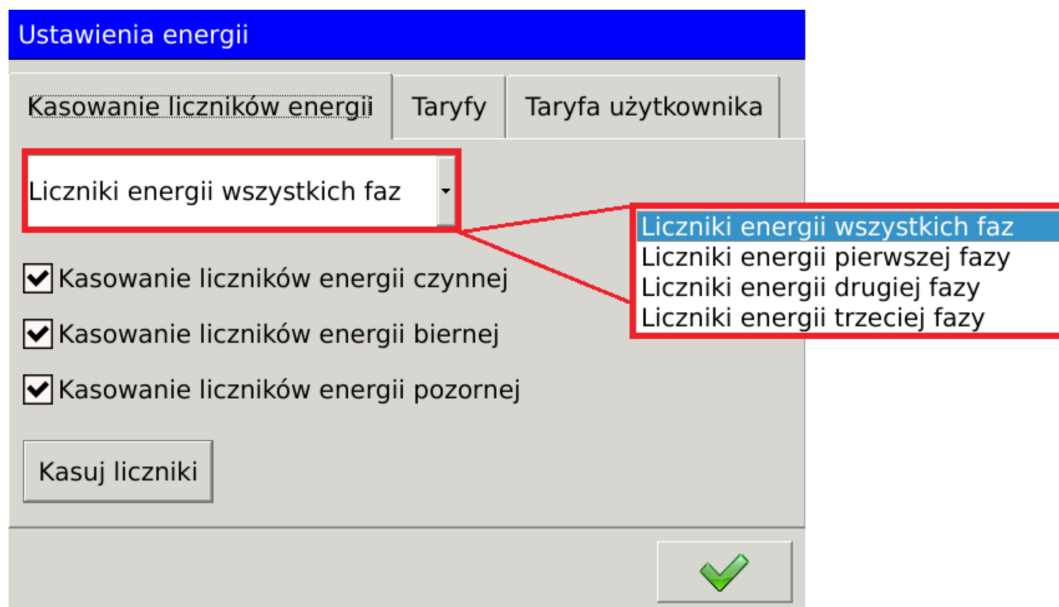 Ustawienia energii
Kasowanie liczników energii
Taryfy
Taryfa użytkownika
Liczniki energii wszystkich faz
Liczniki energii wszystkich faz
Liczniki energii pierwszej fazy
Liczniki energii drugiej fazy
Liczniki energii trzeciej fazy
Kasowanie liczników energii czynnej
Kasowanie liczników energii biernej
Kasowanie liczników energii pozornej
Kasuj liczniki